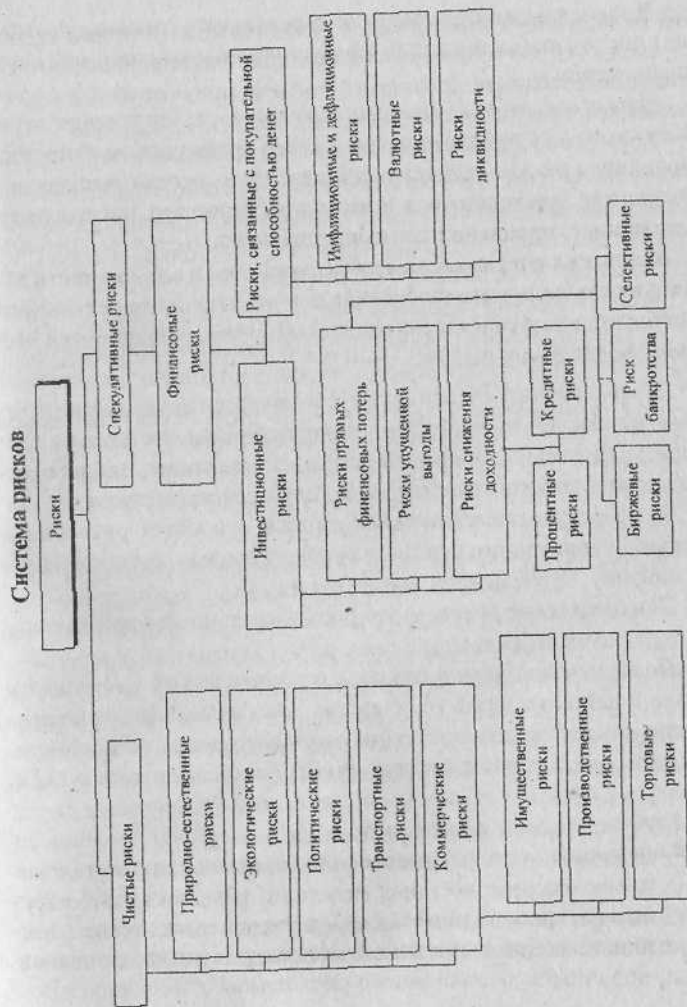 Система рисков
Риски
Чистые риски
Спекулятивные риски
Природно-естественные
риски
Экологические
риски
Политические
риски
Транспортные
риски
Коммерческие
риски
Имущественные
риски
Производственные
риски
Торговые
риски
Финансовые
риски
Инвестиционные
риски
Риски, связанные с покупательной
способностью денег
Риски прямых
финансовых потерь
Риски упущенной
выгоды
Риски снижения
доходности
Процентные
риски
Кредитные
риски
Биржевые
риски
Риск
банкротства
Селективные
риски
Инфляционные и дефляционные
риски
Валютные
риски
Риски
диквидности